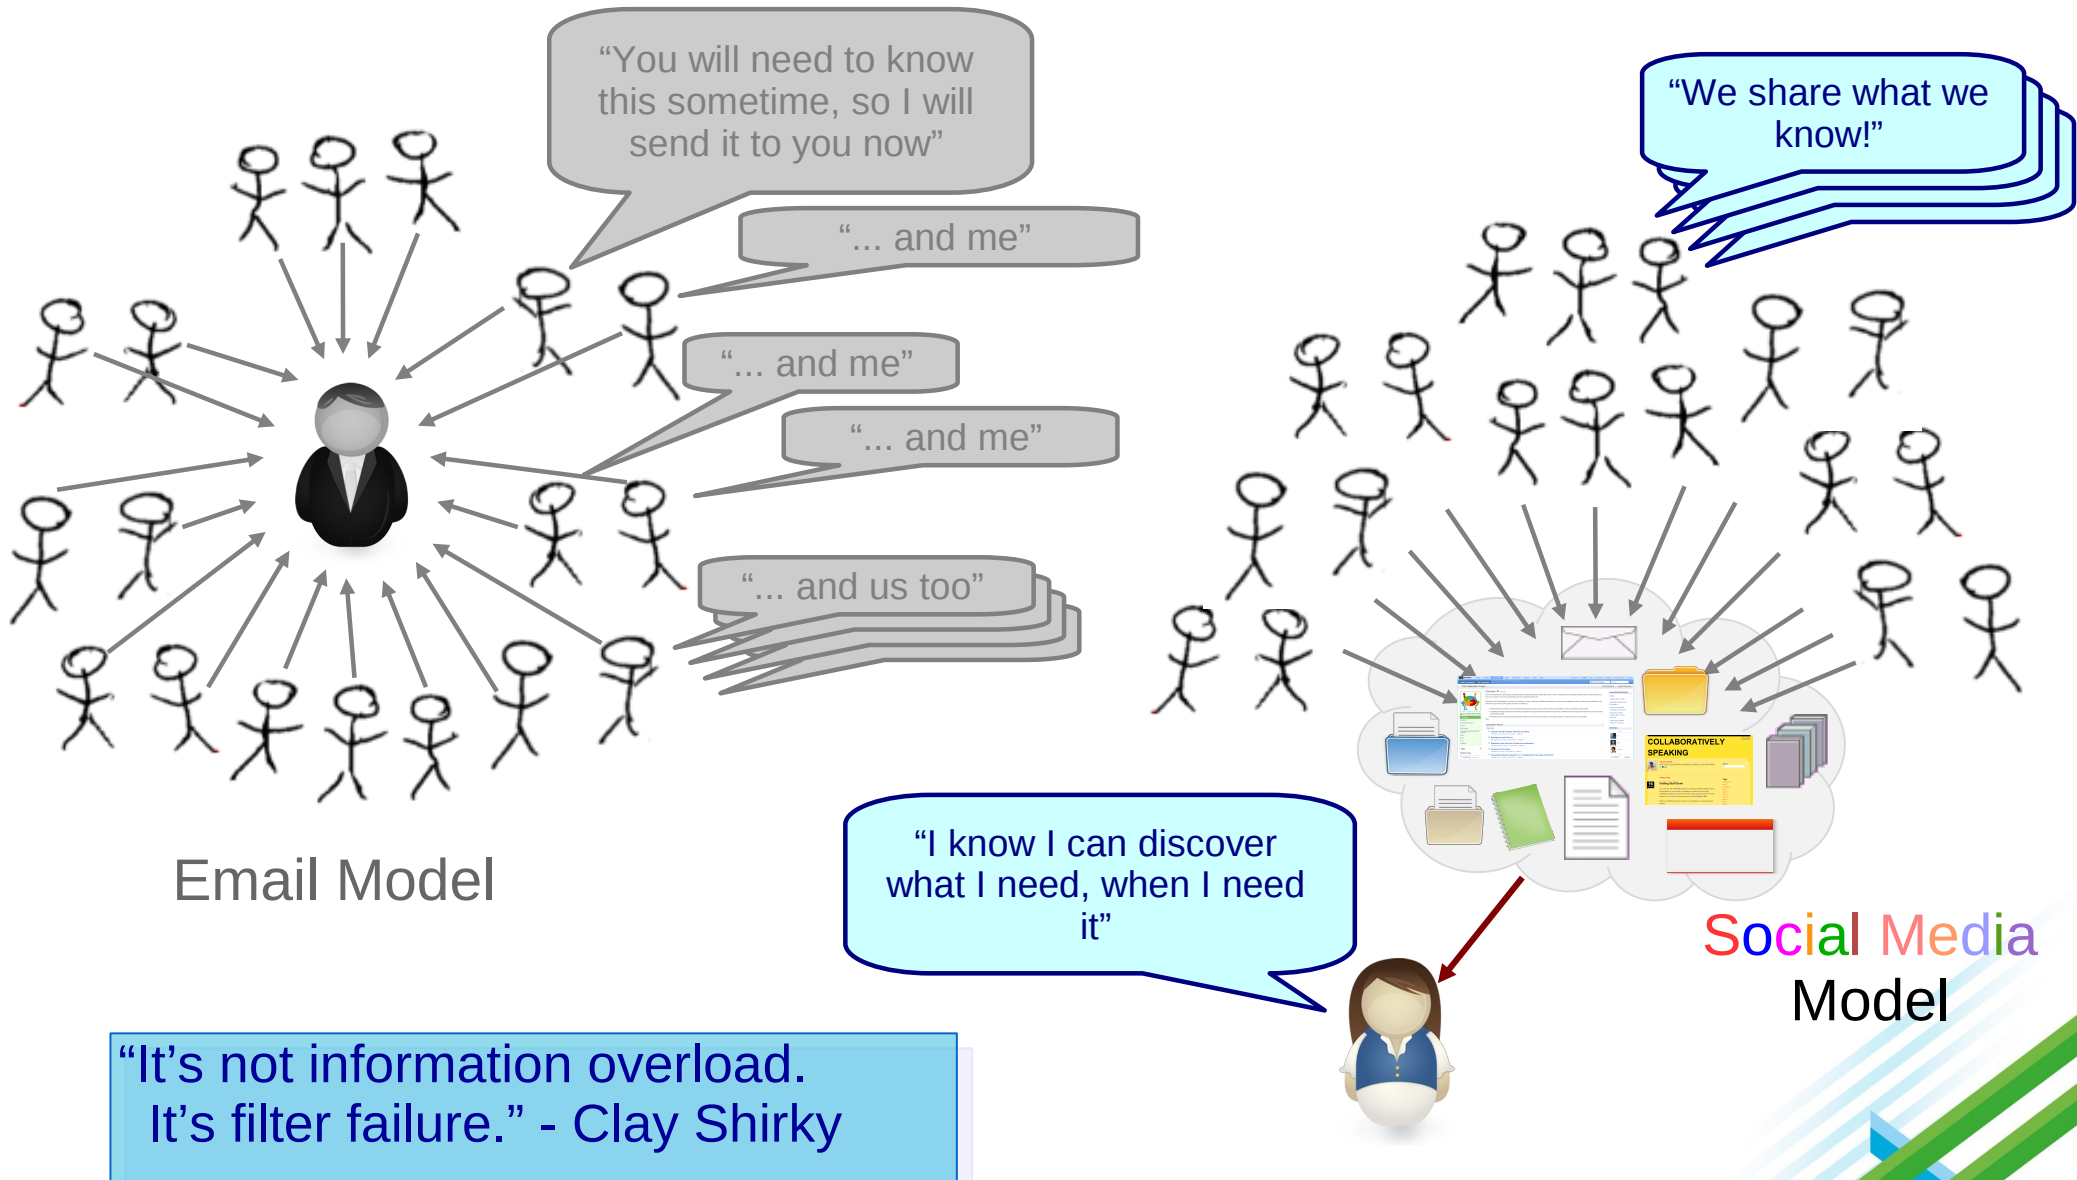 “You will need to know
this sometime, so I will
send it to you now”
“... and me”
“... and me”
“... and me”
“... and us too”
Email Model
“We share what we
know!”
COLLABORATIVELY
SPEAKING
“I know I can discover
what I need, when I need
it”
Social Media
Model
“It’s not information overload.
It’s filter failure.” - Clay Shirky